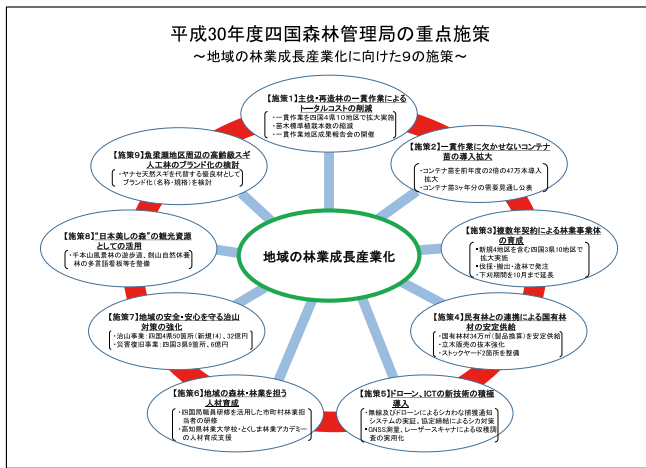 平成30年度四国森林管理局の重点施策
～地域の林業成長産業化に向けた9の施策～
【施策1】主伐・再造林の一貫作業による
トータルコストの削減
・一貫作業を四国4県10地区で拡大実施
・苗木標準植栽本数の縮減
・一貫作業地区成果報告会の開催
【施策2】一貫作業に欠かせないコンテナ
苗の導入拡大
・コンテナ苗を前年度の2倍の47万本導入
拡大
・コンテナ苗3ヶ年分の需要見通し公表
【施策3】複数年契約による林業事業体
の育成
■新規4地区を含む四国3県10地区で
拡大実施
■伐採・搬出・造林で発注
■下刈期間を10月まで延長
【施策4】民有林との連携による国有林
材の安定供給
■国有林材34万㎥(製品換算)を安定供給
・立木販売の抜本強化
・ストックヤード2箇所を整備
【施策5】ドローン、ICTの新技術の積極
導入
・無線及びドローンによるシカわな捕獲通知
システムの実証、協定締結によるシカ対策
■GNSS測量、レーザースキャナによる収穫調
査の実用化
【施策6】地域の森林・林業を担う
人材育成
・四国局職員研修を活用した市町村林業担
当者の研修
・高知県林業大学校・とくしま林業アカデミー
の人材育成支援
【施策7】地域の安全・安心を守る治山
対策の強化
・治山事業:四国4県50箇所(新規14)、32億円
・災害復旧事業:四国3県9箇所、6億円
【施策8】"日本美しの森"の観光資源
としての活用
・千本山風景林の遊歩道、剣山自然休養
林の多言語看板等を整備
【施策9】魚梁瀬地区周辺の高齢級スギ
人工林のブランド化の検討
・ヤナセ天然スギを代替する優良材として
ブランド化(名称・規格)を検討
地域の林業成長産業化